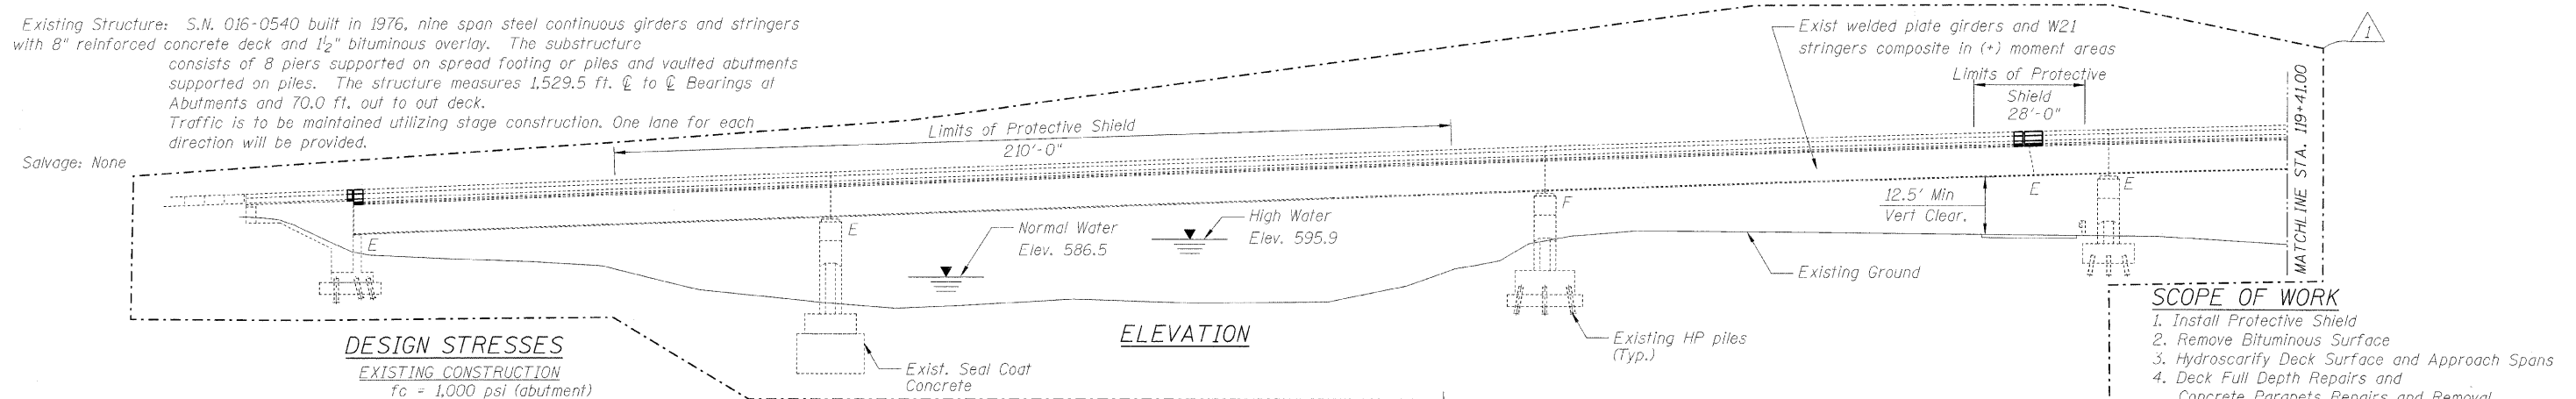 Existing Structure: S.N. 016-0540 built in 1976, nine span steel continuous girders and stringers
with 8" reinforced concrete deck and 1½" bituminous overlay. The substructure
consists of 8 piers supported on spread footing or piles and vaulted abutments
supported on piles. The structure measures 1,529.5 ft. ℄ to ℄ Bearings at
Abutments and 70.0 ft. out to out deck.
Traffic is to be maintained utilizing stage construction. One lane for each
direction will be provided.
Salvage: None
Limits of Protective Shield
210'-0"
Exist welded plate girders and W21
stringers composite in (+) moment areas
1
Limits of Protective
Shield
28'-0"
MATCHLINE STA. 119+41.00
E
E
F
E
E
12.5' Min
Vert Clear.
Normal Water
Elev. 586.5
High Water
Elev. 595.9
Existing Ground
Existing HP piles
(Typ.)
Exist. Seal Coat
Concrete
ELEVATION
DESIGN STRESSES
EXISTING CONSTRUCTION
fc = 1,000 psi (abutment)
SCOPE OF WORK
1. Install Protective Shield
2. Remove Bituminous Surface
3. Hydroscarify Deck Surface and Approach Spans
4. Deck Full Depth Repairs and
Concrete Parapets Repairs and Removal